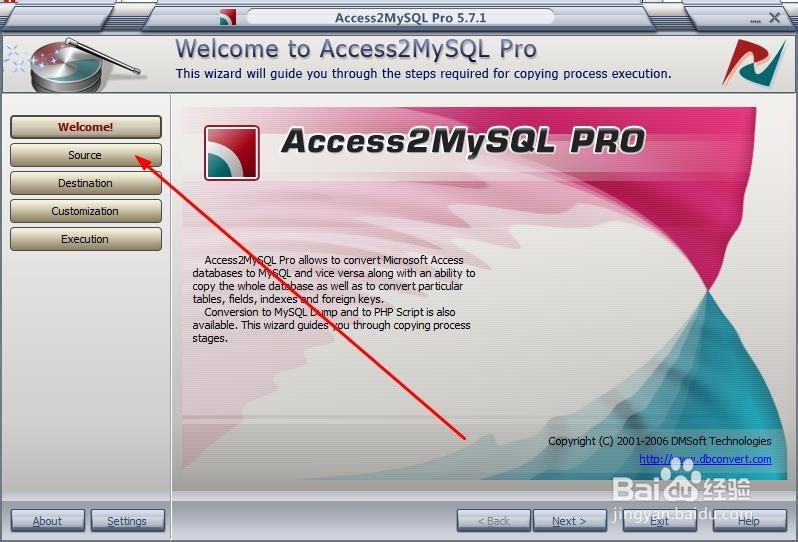 Access2MySQL Pro 5.7.1
Welcome to Access2MySQL Pro
This wizard will guide you through the steps required for copying process execution.
Welcome!
Source
Destination
Customization
Execution
Access2MySQL PRO
Access2MySQL Pro allows to convert Microsoft Access
databases to MySQL and vice versa along with an ability to
copy the whole database as well as to convert particular
tables, fields, indexes and foreign keys.
Conversion to MySQL Dump and to PHP Script is also
available. This wizard guides you through copying process
stages.
Copyright (C) 2001-2006 DMSoft Technologies
http://www.dbconvert.com
Baidu 经验
jingyan.baidu.com
About
Settings
< Back
Next >
Exit
Help